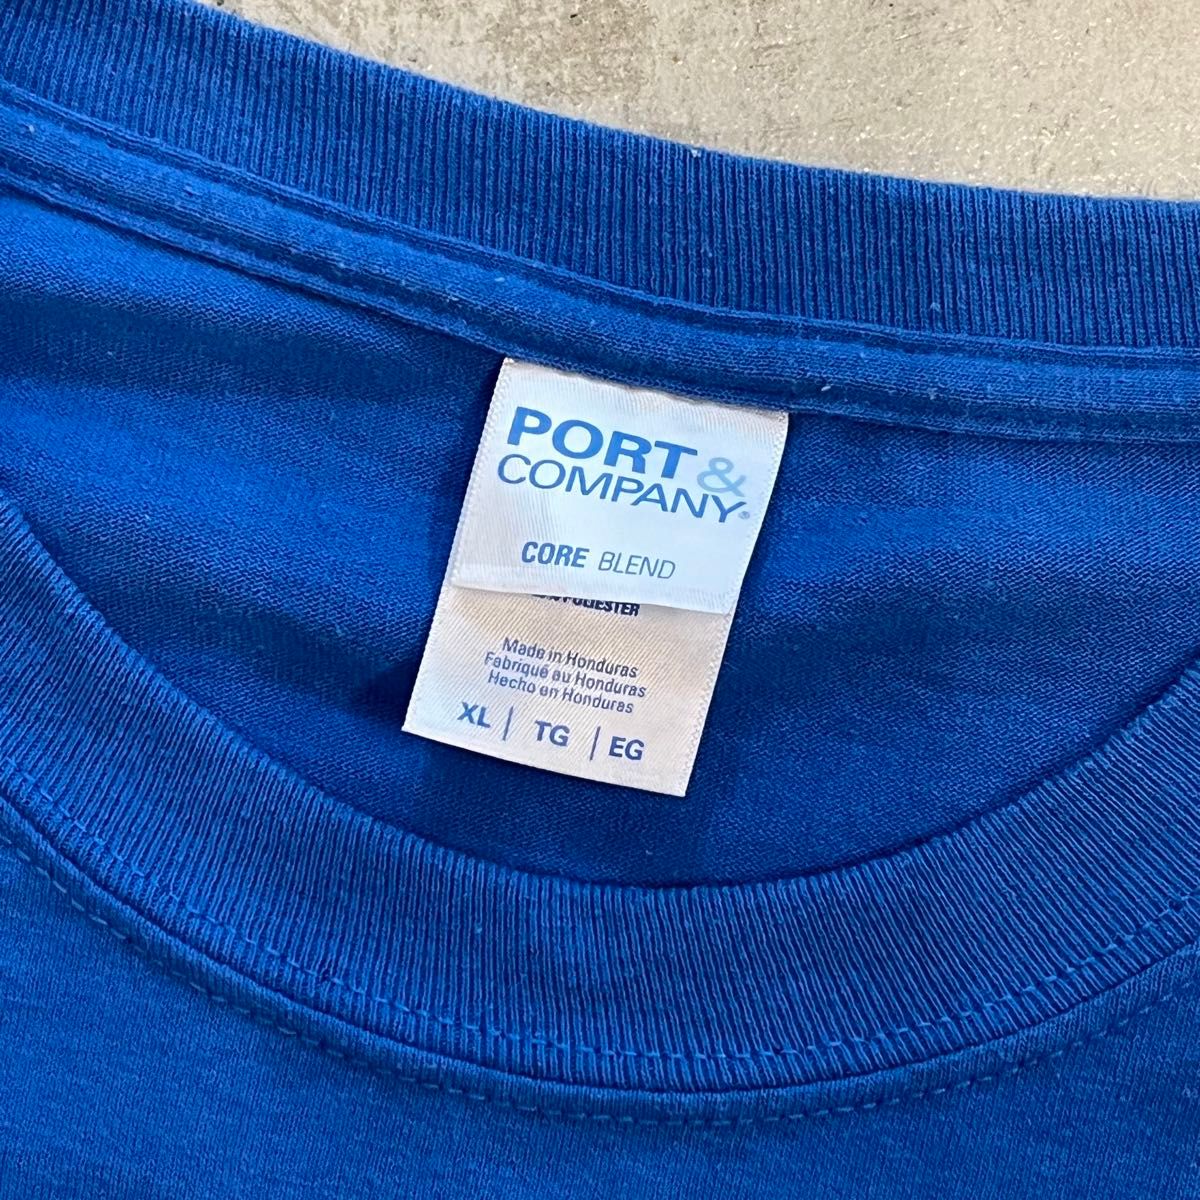 PORT &
COMPANY®
CORE BLEND
Made in Honduras
Fabriqué au Honduras
Hecho en Honduras
XL | TG | EG